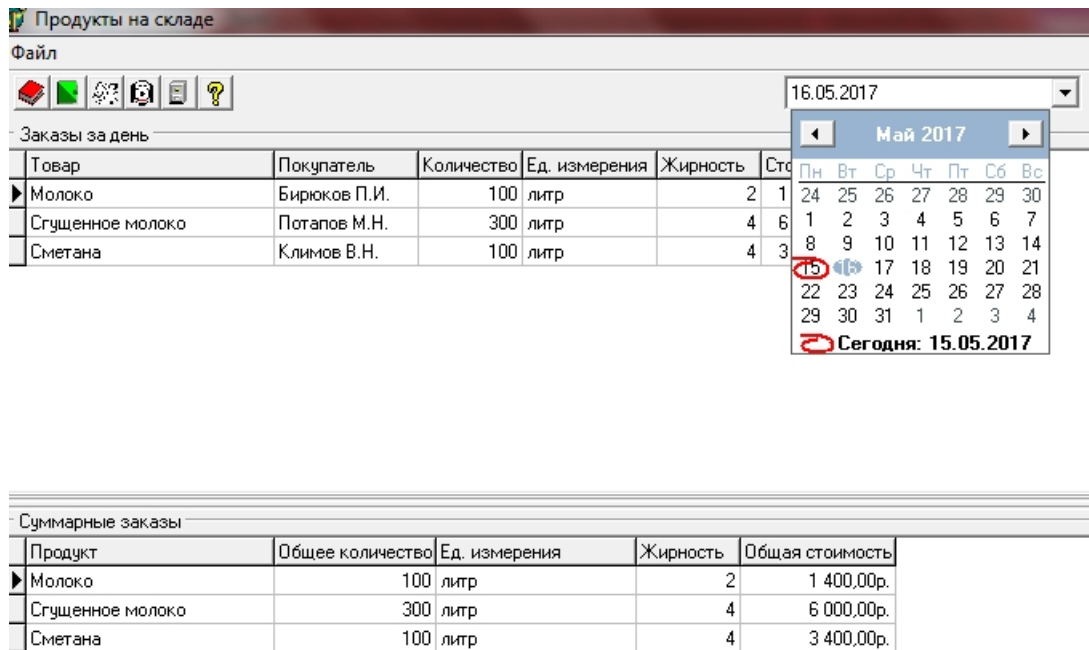 Продукты на складе
Файл
16.05.2017
Заказы за день
Май 2017
Товар Покупатель Количество Ед. измерения Жирность
Пн Вт Ср Чт Пт Сб Вс
Молоко Бирюков П.И. 100 литр 2 1
24 25 26 27 28 29 30
Сгущенное молоко Потапов М.Н. 300 литр 4 6
1 2 3 4 5 6 7
Сметана Климов В.Н. 100 литр 4 3
8 9 10 11 12 13 14
15 16 17 18 19 20 21
22 23 24 25 26 27 28
29 30 31 1 2 3 4
Сегодня: 15.05.2017
Суммарные заказы
Продукт Общее количество Ед. измерения Жирность Общая стоимость
Молоко 100 литр 2 1 400,00р.
Сгущенное молоко 300 литр 4 6 000,00р.
Сметана 100 литр 4 3 400,00р.